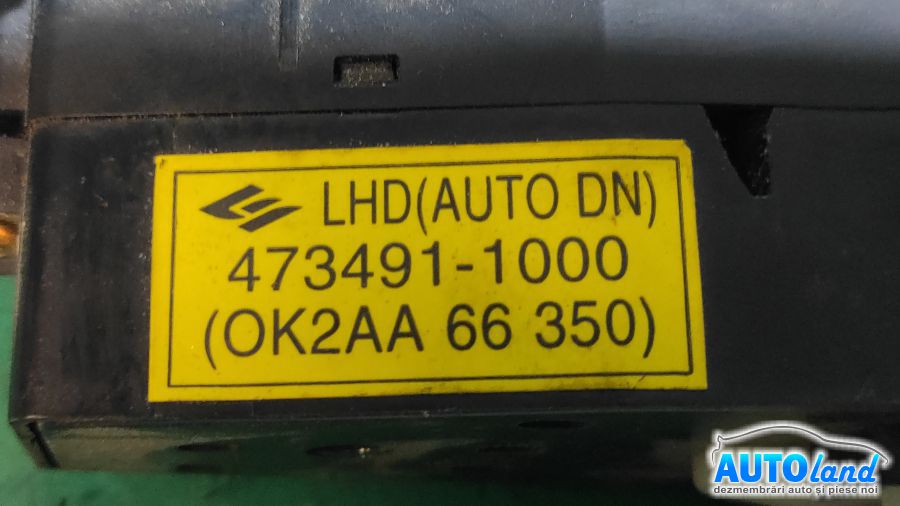 LHD(AUTO DN)
473491-1000
(OK2AA 66 350)
AUTOland
dezmembrări auto și piese noi